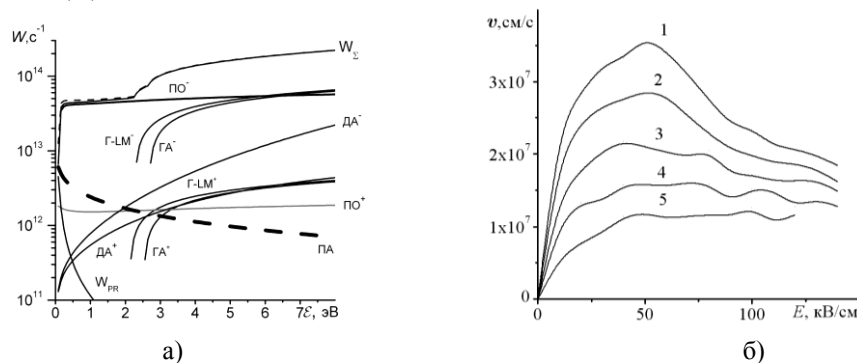 W,с⁻¹
10¹⁴
10¹³
10¹²
10¹¹
W_Σ
ПО⁻
ДА⁻
Г-LM⁻
ГА⁻
Г-LM⁺
ПО⁺
ДА⁺
ГА⁺
ПА
W_PR
0 1 2 3 4 5 6 7ℰ, эВ
а)
v,см/с
3x10⁷
2x10⁷
1x10⁷
0
1
2
3
4
5
0 50 100 E, кВ/см
б)